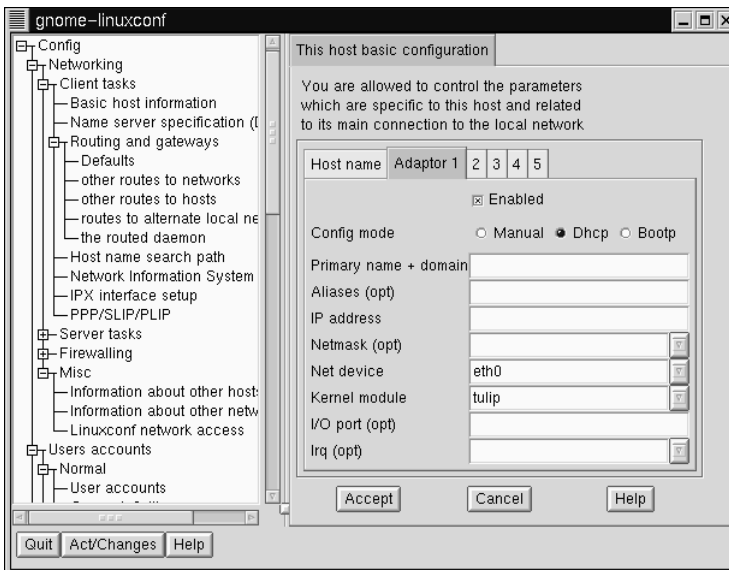 gnome-linuxconf
Config
Networking
Client tasks
Basic host information
Name server specification (
Routing and gateways
Defaults
other routes to networks
other routes to hosts
routes to alternate local ne
the routed daemon
Host name search path
Network Information System
IPX interface setup
PPP/SLIP/PLIP
Server tasks
Firewalling
Misc
Information about other host
Information about other netw
Linuxconf network access
Users accounts
Normal
User accounts
Quit Act/Changes Help
This host basic configuration
You are allowed to control the parameters
which are specific to this host and related
to its main connection to the local network
Host name Adaptor 1 2 3 4 5
Enabled
Config mode Manual Dhcp Bootp
Primary name + domain
Aliases (opt)
IP address
Netmask (opt)
Net device eth0
Kernel module tulip
I/O port (opt)
Irq (opt)
Accept Cancel Help